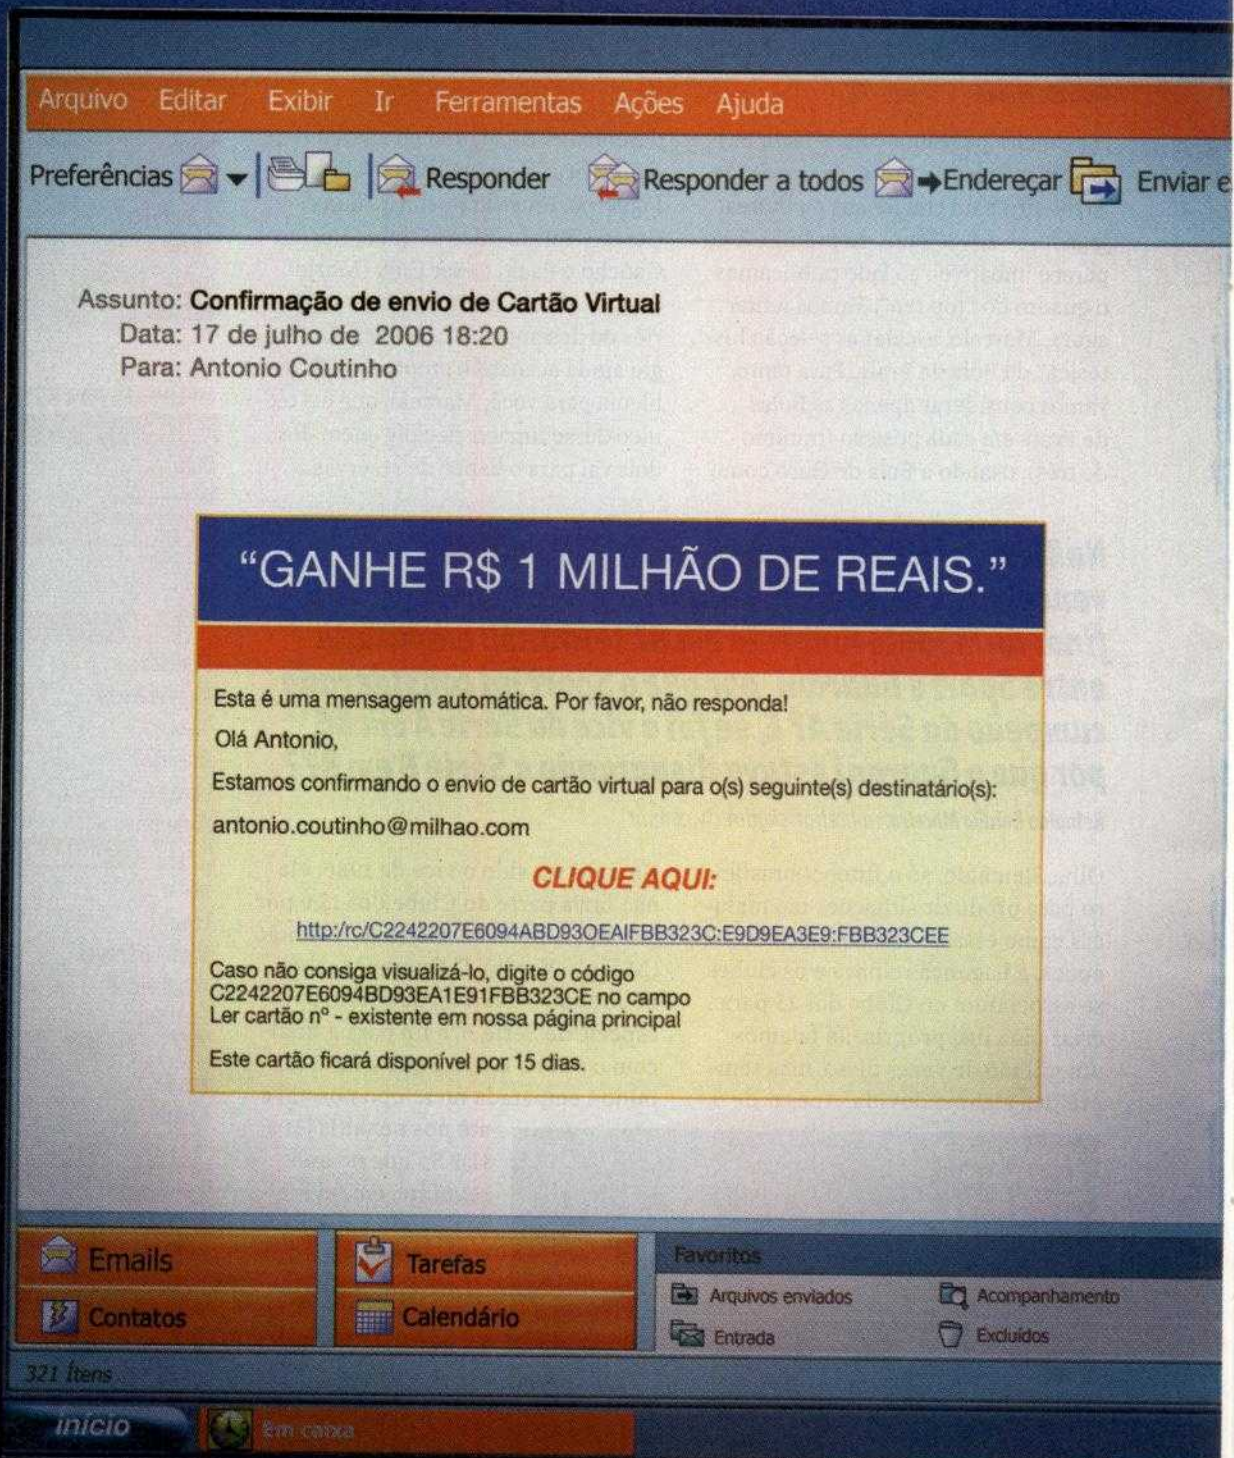 Arquivo Editar Exibir Ir Ferramentas Ações Ajuda
Preferências Responder Responder a todos Endereçar Enviar e
Assunto: Confirmação de envio de Cartão Virtual
Data: 17 de julho de 2006 18:20
Para: Antonio Coutinho
“GANHE R$ 1 MILHÃO DE REAIS.”
Esta é uma mensagem automática. Por favor, não responda!
Olá Antonio,
Estamos confirmando o envio de cartão virtual para o(s) seguinte(s) destinatário(s):
antonio.coutinho@milhao.com
CLIQUE AQUI:
http:/rc/C2242207E6094ABD93OEAIFBB323C:E9D9EA3E9:FBB323CEE
Caso não consiga visualizá-lo, digite o código
C2242207E6094BD93EA1E91FBB323CE no campo
Ler cartão nº - existente em nossa página principal
Este cartão ficará disponível por 15 dias.
Emails Tarefas Favoritos
Arquivos enviados Acompanhamento
Contatos Calendário
Entrada Excluídos
321 Ítens
início Em caixa